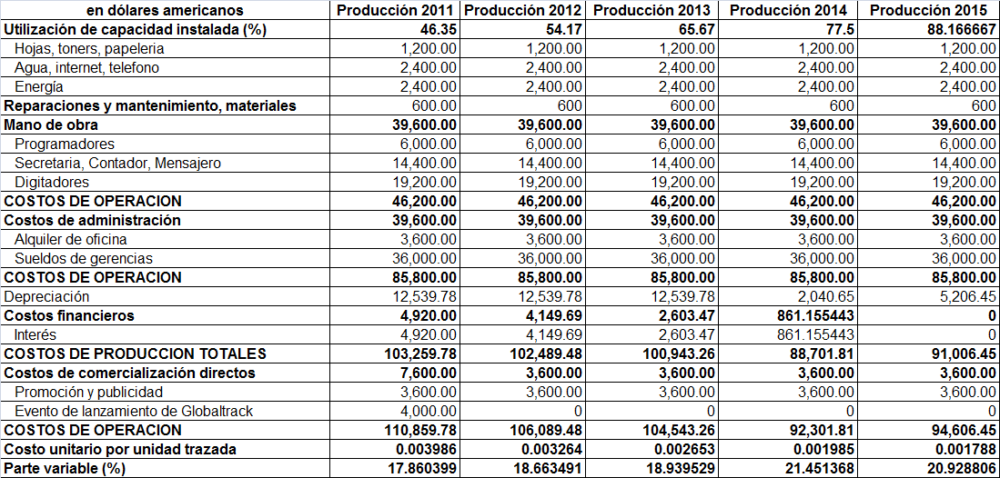 en dólares americanos Producción 2011 Producción 2012 Producción 2013 Producción 2014 Producción 2015
Utilización de capacidad instalada (%) 46.35 54.17 65.67 77.5 88.166667
Hojas, toners, papeleria 1,200.00 1,200.00 1,200.00 1,200.00 1,200.00
Agua, internet, telefono 2,400.00 2,400.00 2,400.00 2,400.00 2,400.00
Energía 2,400.00 2,400.00 2,400.00 2,400.00 2,400.00
Reparaciones y mantenimiento, materiales 600.00 600 600.00 600 600
Mano de obra 39,600.00 39,600.00 39,600.00 39,600.00 39,600.00
Programadores 6,000.00 6,000.00 6,000.00 6,000.00 6,000.00
Secretaria, Contador, Mensajero 14,400.00 14,400.00 14,400.00 14,400.00 14,400.00
Digitadores 19,200.00 19,200.00 19,200.00 19,200.00 19,200.00
COSTOS DE OPERACION 46,200.00 46,200.00 46,200.00 46,200.00 46,200.00
Costos de administración 39,600.00 39,600.00 39,600.00 39,600.00 39,600.00
Alquiler de oficina 3,600.00 3,600.00 3,600.00 3,600.00 3,600.00
Sueldos de gerencias 36,000.00 36,000.00 36,000.00 36,000.00 36,000.00
COSTOS DE OPERACION 85,800.00 85,800.00 85,800.00 85,800.00 85,800.00
Depreciación 12,539.78 12,539.78 12,539.78 2,040.65 5,206.45
Costos financieros 4,920.00 4,149.69 2,603.47 861.155443 0
Interés 4,920.00 4,149.69 2,603.47 861.155443 0
COSTOS DE PRODUCCION TOTALES 103,259.78 102,489.48 100,943.26 88,701.81 91,006.45
Costos de comercialización directos 7,600.00 3,600.00 3,600.00 3,600.00 3,600.00
Promoción y publicidad 3,600.00 3,600.00 3,600.00 3,600.00 3,600.00
Evento de lanzamiento de Globaltrack 4,000.00 0 0 0 0
COSTOS DE OPERACION 110,859.78 106,089.48 104,543.26 92,301.81 94,606.45
Costo unitario por unidad trazada 0.003986 0.003264 0.002653 0.001985 0.001788
Parte variable (%) 17.860399 18.663491 18.939529 21.451368 20.928806